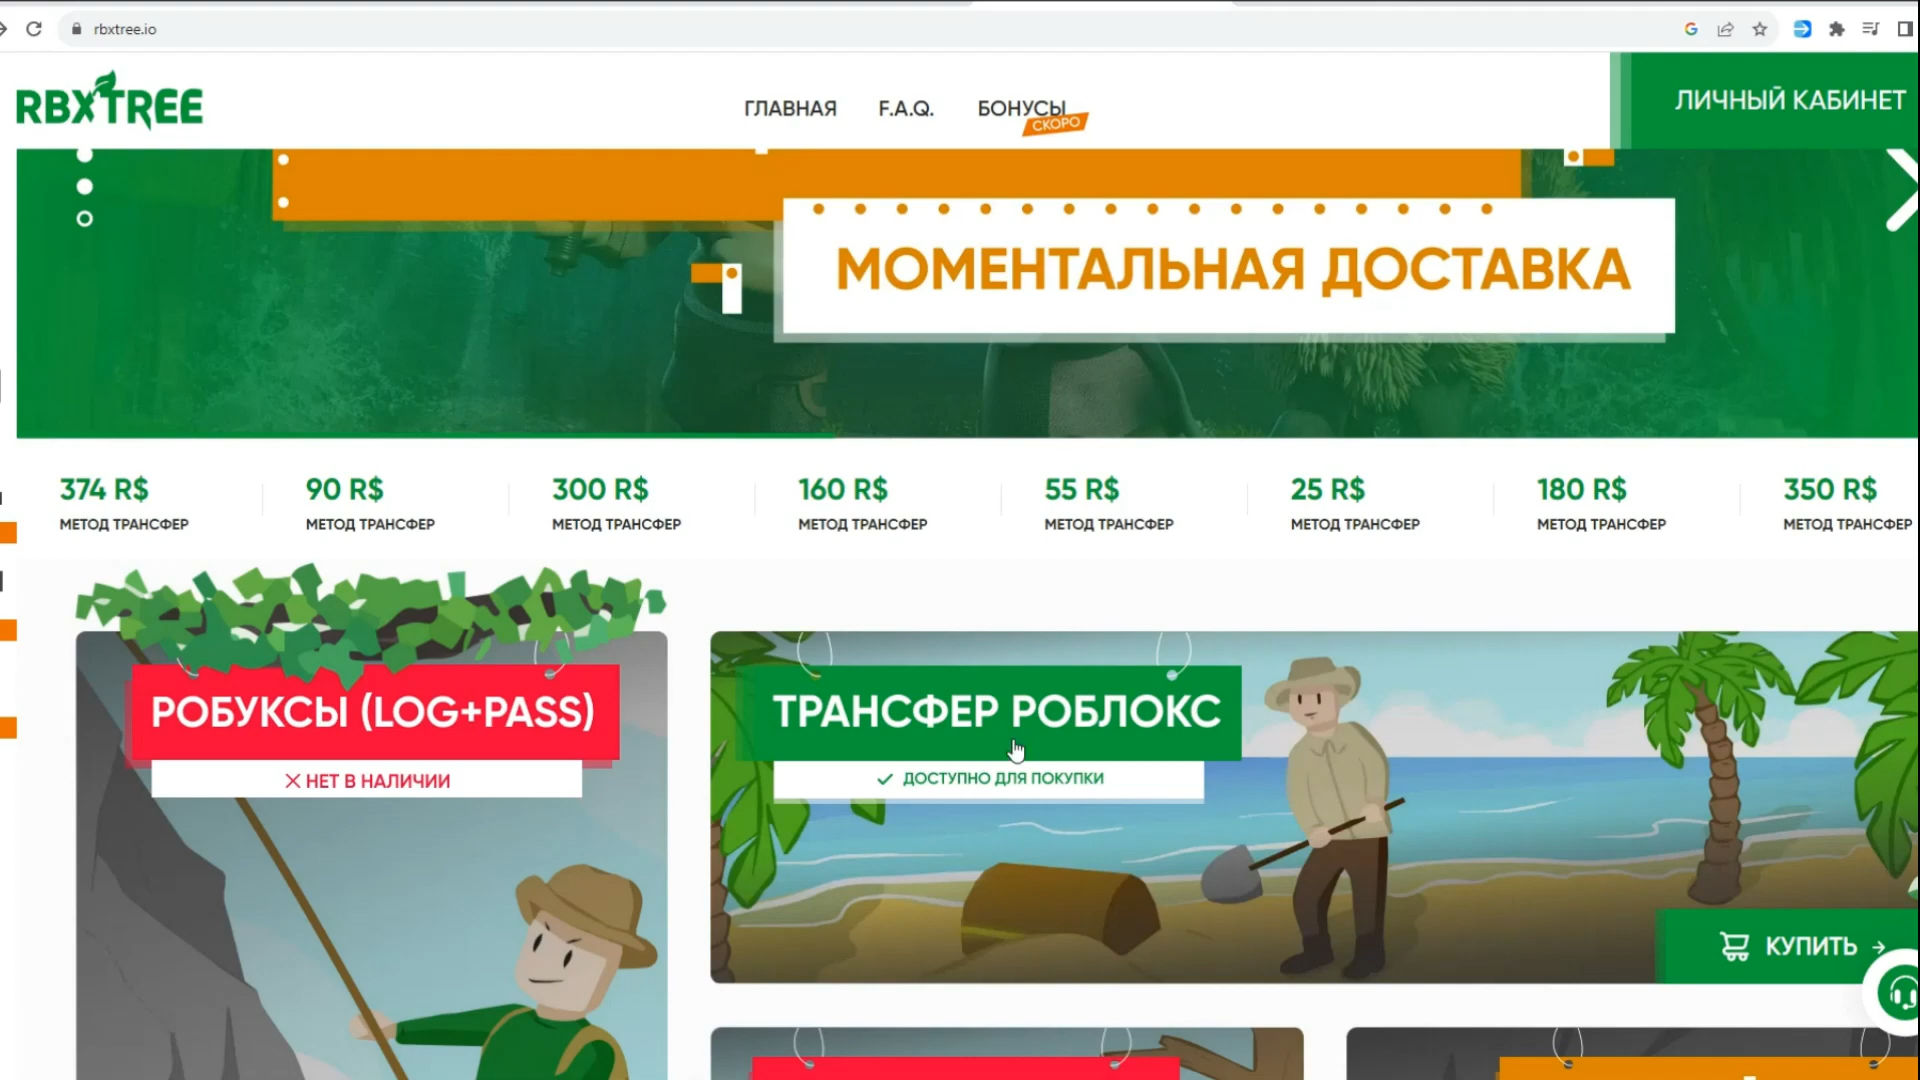 rbxtree.io
RBXTREE
ГЛАВНАЯ
F.A.Q.
БОНУСЫ
СКОРО
ЛИЧНЫЙ КАБИНЕТ
МОМЕНТАЛЬНАЯ ДОСТАВКА
374 R$
90 R$
300 R$
160 R$
55 R$
25 R$
180 R$
350 R$
МЕТОД ТРАНСФЕР
МЕТОД ТРАНСФЕР
МЕТОД ТРАНСФЕР
МЕТОД ТРАНСФЕР
МЕТОД ТРАНСФЕР
МЕТОД ТРАНСФЕР
МЕТОД ТРАНСФЕР
МЕТОД ТРАНСФЕР
РОБУКСЫ (LOG+PASS)
НЕТ В НАЛИЧИИ
ТРАНСФЕР РОБЛОКС
ДОСТУПНО ДЛЯ ПОКУПКИ
КУПИТЬ →